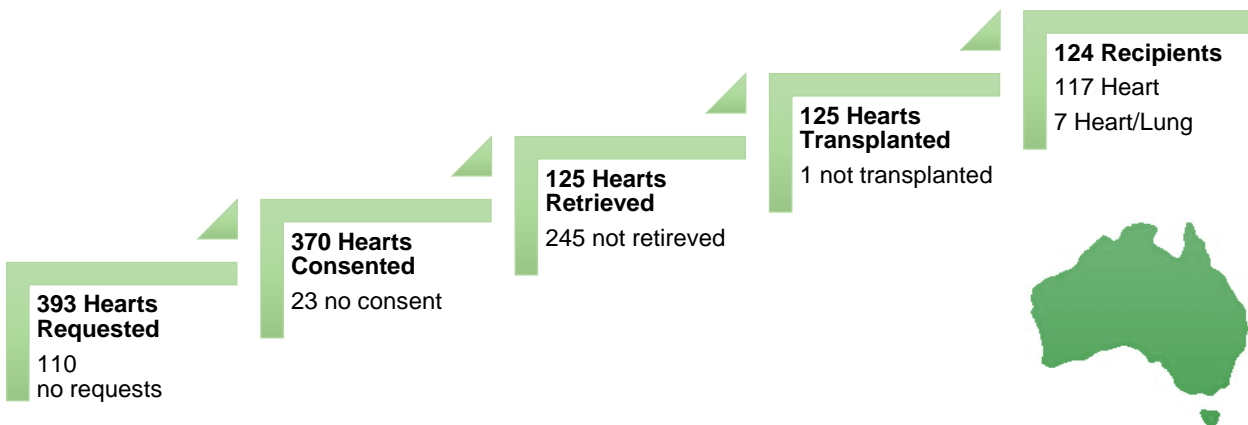 393 Hearts
Requested
110
no requests
370 Hearts
Consented
23 no consent
125 Hearts
Retrieved
245 not retireved
125 Hearts
Transplanted
1 not transplanted
124 Recipients
117 Heart
7 Heart/Lung